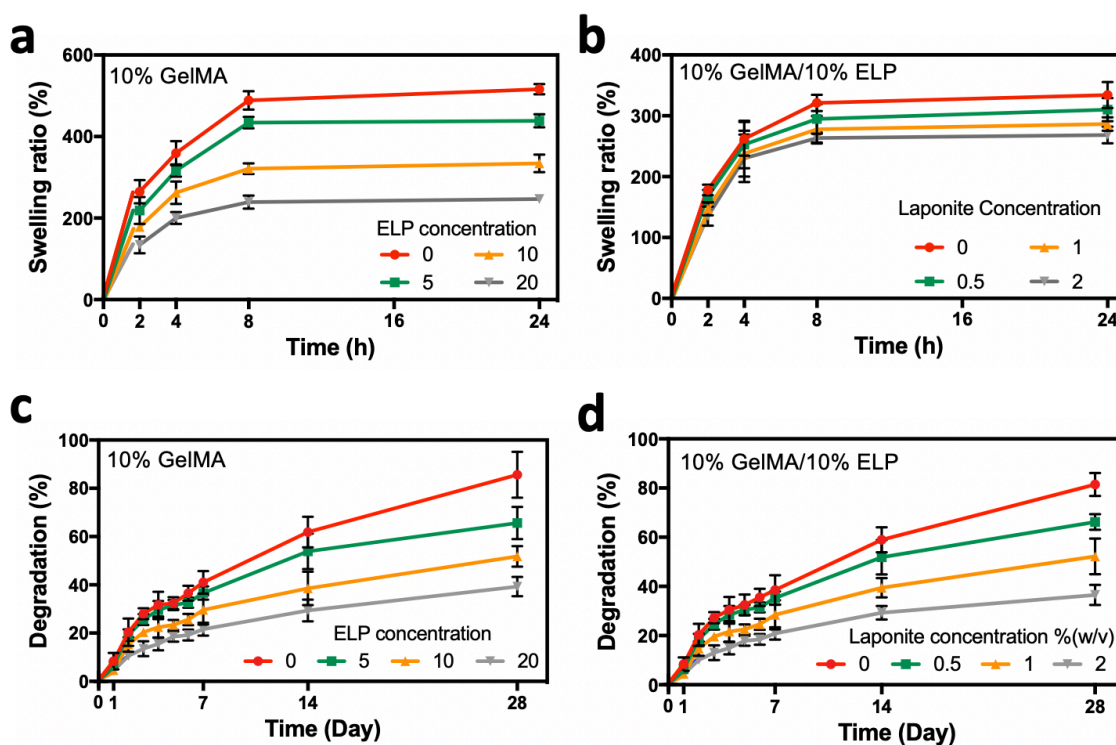 a
600
400
200
0
Swelling ratio (%)
10% GelMA
ELP concentration
0 10
5 20
0 2 4 8 16 24
Time (h)
b
400
300
200
100
0
Swelling ratio (%)
10% GelMA/10% ELP
Laponite Concentration
0 1
0.5 2
0 2 4 8 16 24
Time (h)
c
100
80
60
40
20
0
Degradation (%)
10% GelMA
ELP concentration
0 5 10 20
0 1 7 14 28
Time (Day)
d
100
80
60
40
20
0
Degradation (%)
10% GelMA/10% ELP
Laponite concentration %(w/v)
0 0.5 1 2
0 1 7 14 28
Time (Day)